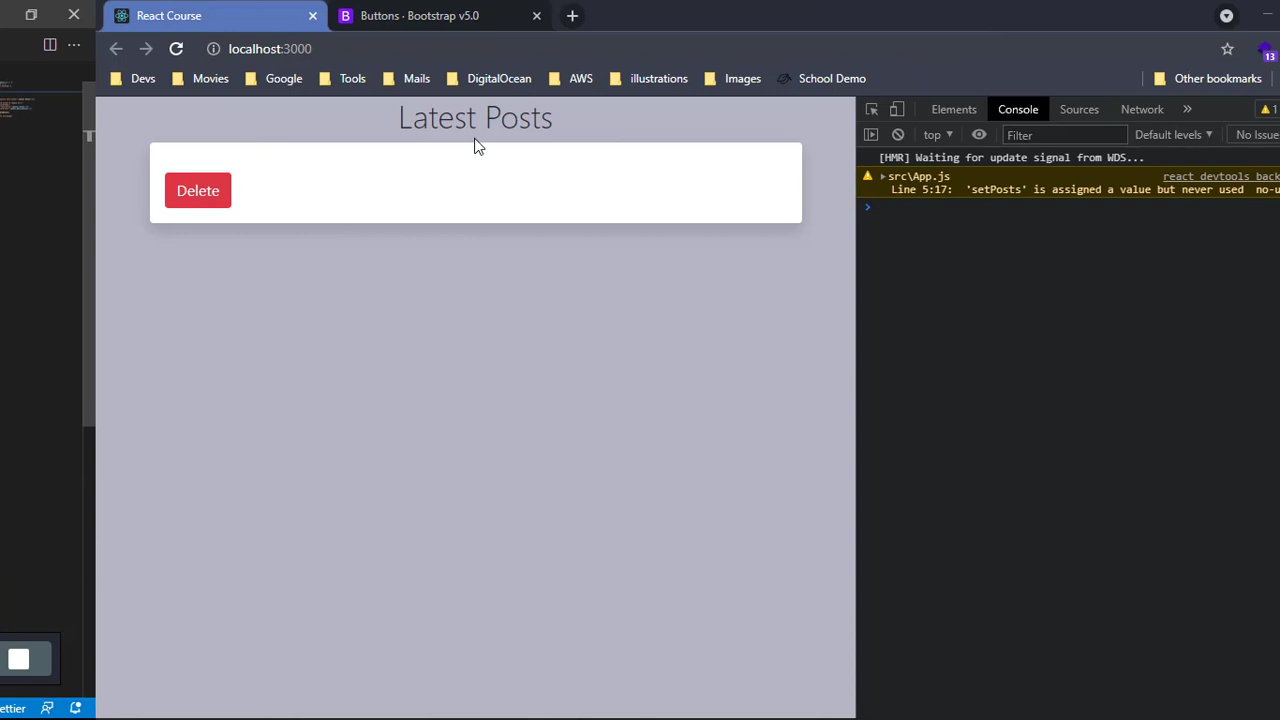 React Course
B Buttons · Bootstrap v5.0
localhost:3000
13
Devs Movies Google Tools Mails DigitalOcean AWS illustrations Images School Demo Other bookmarks
Latest Posts
Delete
Elements Console Sources Network » 1
top Filter Default levels No Issue
[HMR] Waiting for update signal from WDS...
src\App.js react devtools back
Line 5:17: 'setPosts' is assigned a value but never used no-u
ettier